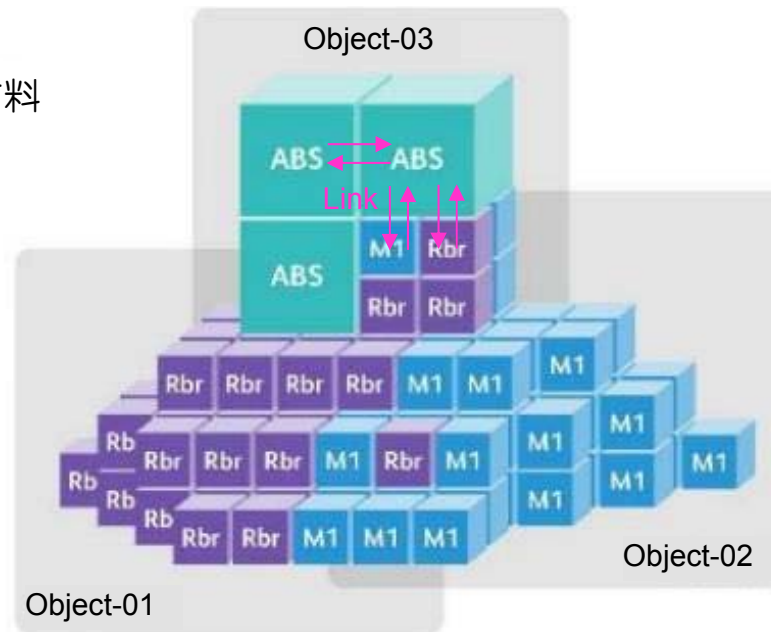 Object-03
料
ABS ABS
Link
M1 Rbr
ABS
Rbr Rbr
M1
Rbr Rbr Rbr Rbr M1 M1
M1
Rb Rbr Rbr Rbr M1 Rbr M1 M1
M1
Rb
M1
Rb
M1
Rb
Rbr Rbr M1 M1 M1
Object-02
Object-01